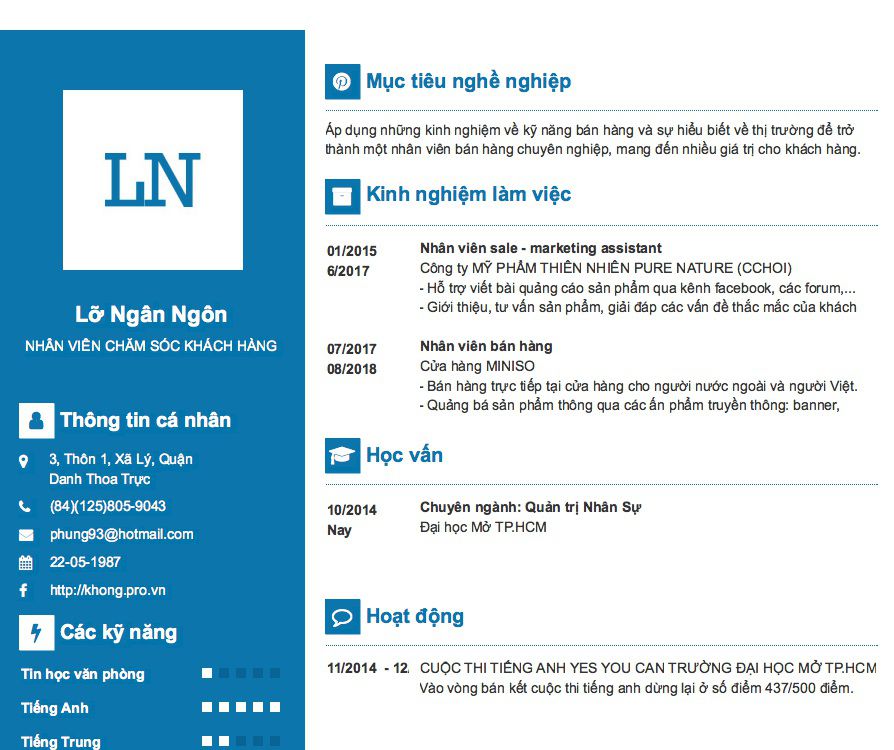 LN
Lỡ Ngân Ngôn
NHÂN VIÊN CHĂM SÓC KHÁCH HÀNG
Thông tin cá nhân
3, Thôn 1, Xã Lý, Quận
Danh Thoa Trực
(84)(125)805-9043
phung93@hotmail.com
22-05-1987
http://khong.pro.vn
Các kỹ năng
Tin học văn phòng
Tiếng Anh
Tiếng Trung
Mục tiêu nghề nghiệp
Áp dụng những kinh nghiệm về kỹ năng bán hàng và sự hiểu biết về thị trường để trở
thành một nhân viên bán hàng chuyên nghiệp, mang đến nhiều giá trị cho khách hàng.
Kinh nghiệm làm việc
01/2015
6/2017
Nhân viên sale - marketing assistant
Công ty MỸ PHẨM THIÊN NHIÊN PURE NATURE (CCHOI)
- Hỗ trợ viết bài quảng cáo sản phẩm qua kênh facebook, các forum,...
- Giới thiệu, tư vấn sản phẩm, giải đáp các vấn đề thắc mắc của khách
07/2017
08/2018
Nhân viên bán hàng
Cửa hàng MINISO
- Bán hàng trực tiếp tại cửa hàng cho người nước ngoài và người Việt.
- Quảng bá sản phẩm thông qua các ấn phẩm truyền thông: banner,
Học vấn
10/2014
Nay
Chuyên ngành: Quản trị Nhân Sự
Đại học Mở TP.HCM
Hoạt động
11/2014 - 12
CUỘC THI TIẾNG ANH YES YOU CAN TRƯỜNG ĐẠI HỌC MỞ TP.HCM
Vào vòng bán kết cuộc thi tiếng anh dừng lại ở số điểm 437/500 điểm.